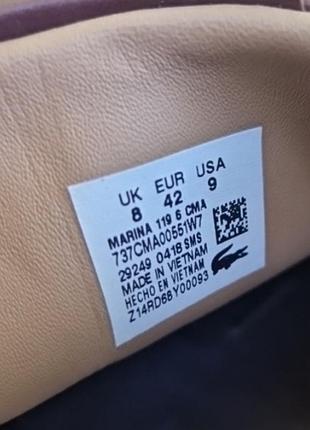 UK EUR USA
8 42 9
MARINA 119 6 CMA
737CMA00551W7
29249 0418 SMS
MADE IN VIETNAM
HECHO EN VIETNAM
Z14RD68Y00093